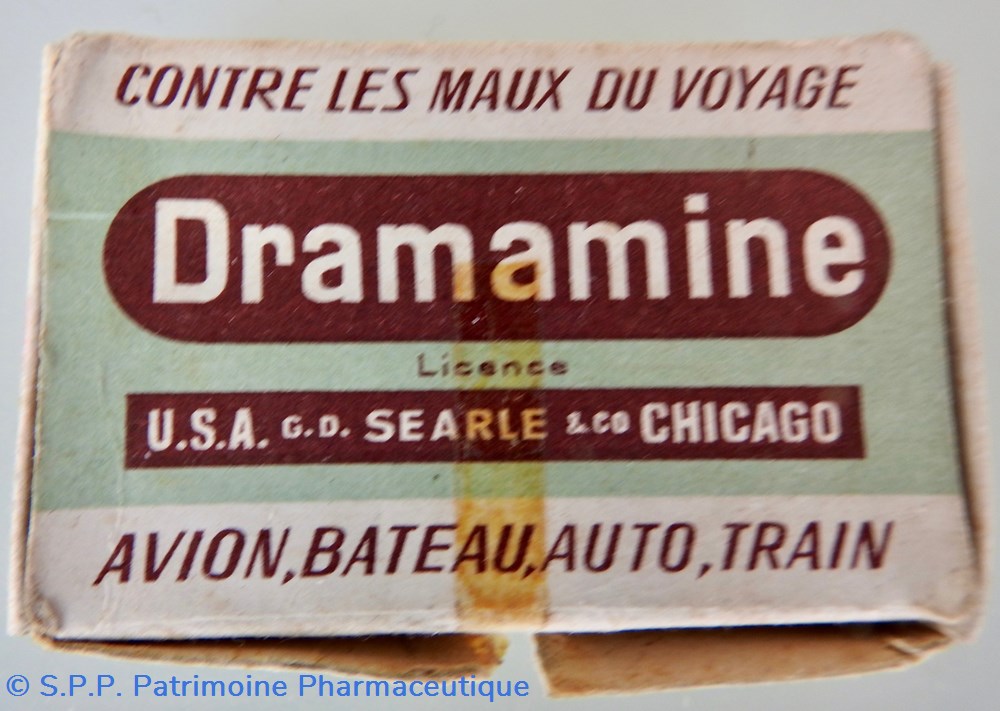 CONTRE LES MAUX DU VOYAGE
Dramamine
Licence
U.S.A. G.D. SEARLE & CO CHICAGO
AVION, BATEAU, AUTO, TRAIN
© S.P.P. Patrimoine Pharmaceutique